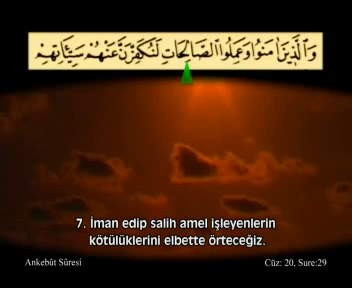 وَالَّذِينَ اٰمَنُوا وَعَمِلُوا الصَّالِحَاتِ لَنُكَفِّرَنَّ عَنْهُمْ سَيِّئَاتِهِمْ
7. İman edip salih amel işleyenlerin
kötülüklerini elbette örteceğiz.
Ankebût Sûresi
Cüz: 20, Sure:29